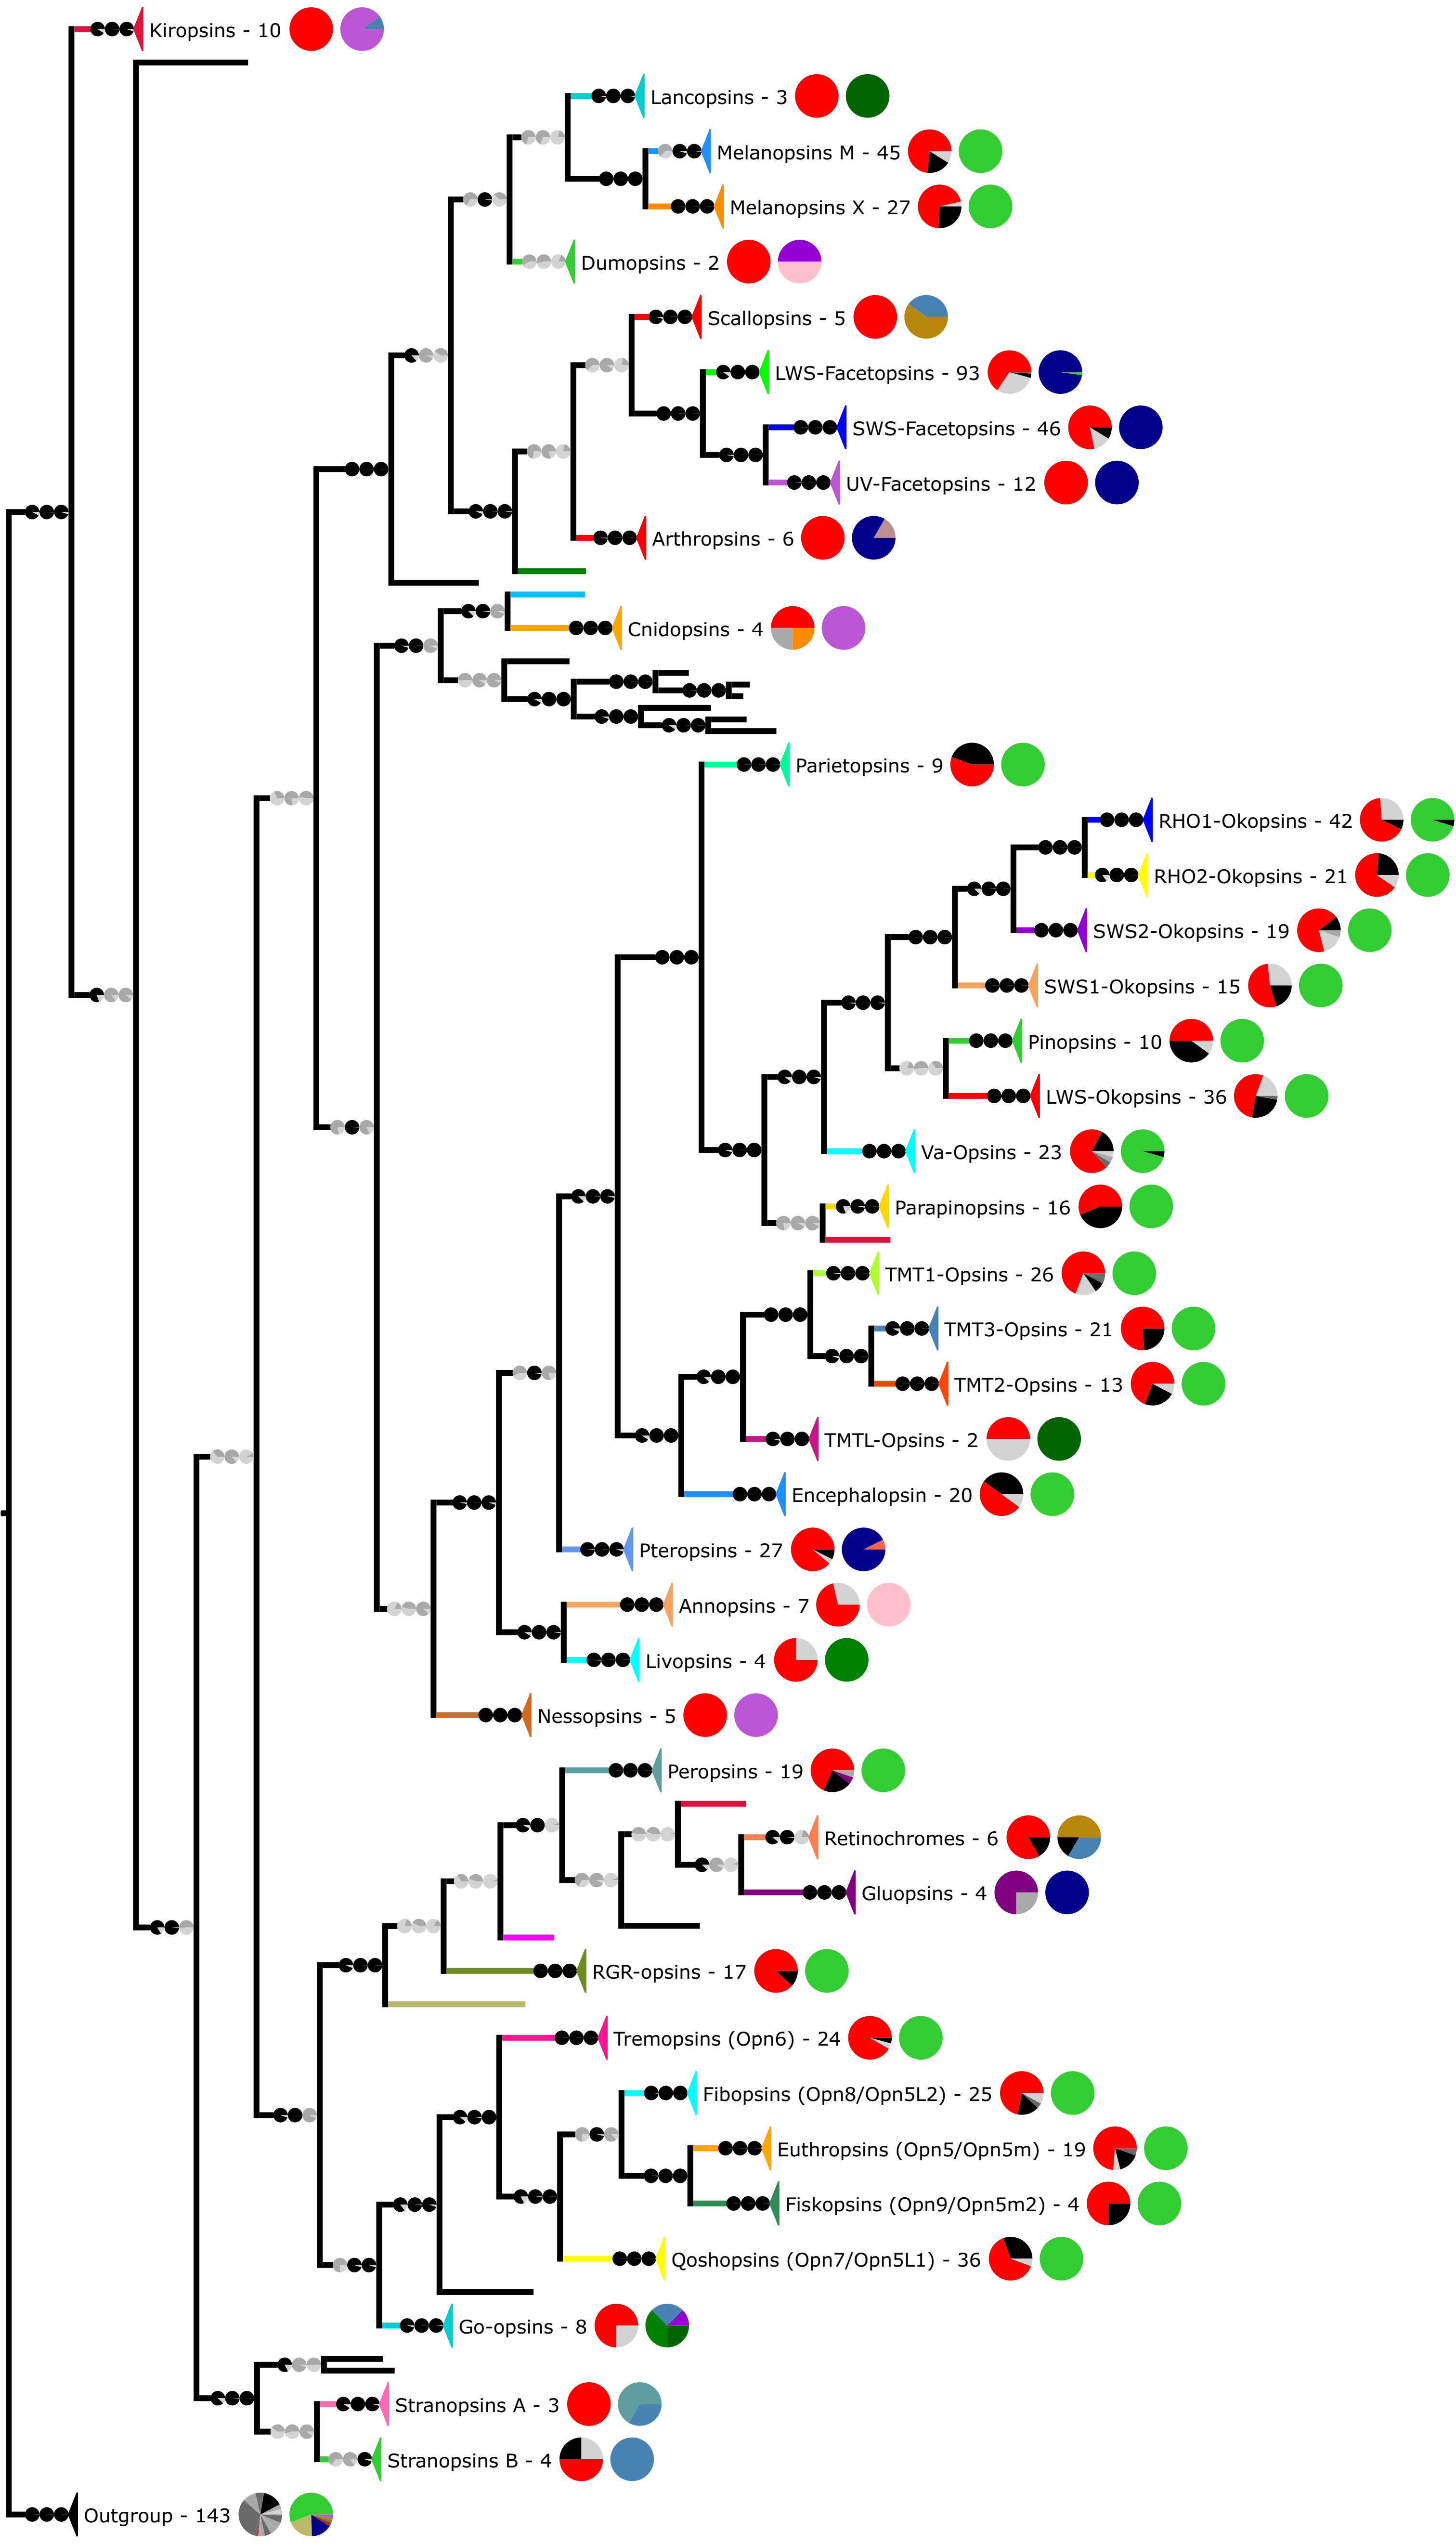 Kiropsins - 10
Lancopsins - 3
Melanopsins M - 45
Melanopsins X - 27
Dumopsins - 2
Scallopsins - 5
LWS-Facetopsins - 93
SWS-Facetopsins - 46
UV-Facetopsins - 12
Arthropsins - 6
Cnidopsins - 4
Parietopsins - 9
RHO1-Okopsins - 42
RHO2-Okopsins - 21
SWS2-Okopsins - 19
SWS1-Okopsins - 15
Pinopsins - 10
LWS-Okopsins - 36
Va-Opsins - 23
Parapinopsins - 16
TMT1-Opsins - 26
TMT3-Opsins - 21
TMT2-Opsins - 13
TMTL-Opsins - 2
Encephalopsin - 20
Pteropsins - 27
Annopsins - 7
Livopsins - 4
Nessopsins - 5
Peropsins - 19
Retinochromes - 6
Gluopsins - 4
RGR-opsins - 17
Tremopsins (Opn6) - 24
Fibopsins (Opn8/Opn5L2) - 25
Euthropsins (Opn5/Opn5m) - 19
Fiskopsins (Opn9/Opn5m2) - 4
Qoshopsins (Opn7/Opn5L1) - 36
Go-opsins - 8
Stranopsins A - 3
Stranopsins B - 4
Outgroup - 143